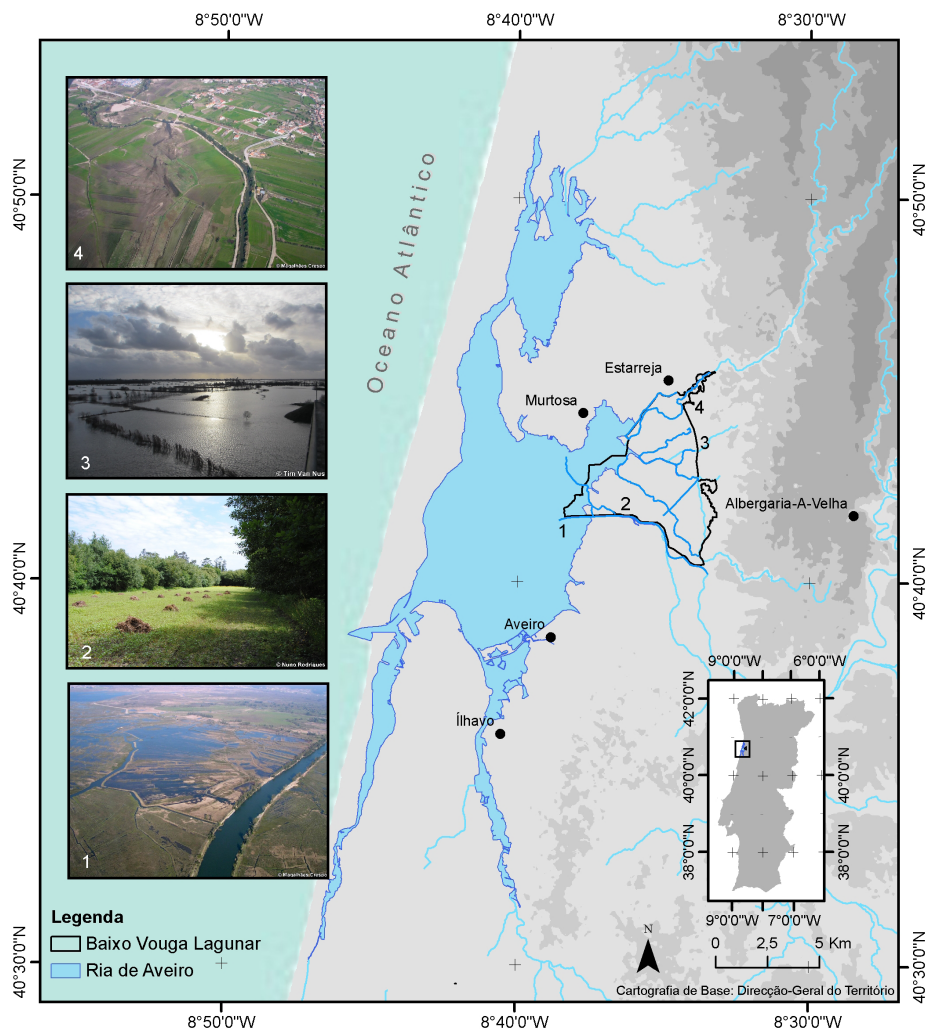 8°50'0"W 8°40'0"W 8°30'0"W
40°50'0"N
40°50'0"N
40°40'0"N
40°40'0"N
40°30'0"N
40°30'0"N
4
© Magalhães Crespo
3
© Tim Van Nus
2
© Nuno Rodrigues
1
© Magalhães Crespo
Oceano Atlântico
Estarreja
Murtosa
4
3
2
1
Albergaria-A-Velha
Aveiro
Ílhavo
9°0'0"W 6°0'0"W
42°0'0"N
42°0'0"N
40°0'0"N
40°0'0"N
38°0'0"N
38°0'0"N
9°0'0"W 7°0'0"W
Legenda
Baixo Vouga Lagunar
Ria de Aveiro
N
0 2,5 5 Km
Cartografia de Base: Direcção-Geral do Território
8°50'0"W 8°40'0"W 8°30'0"W